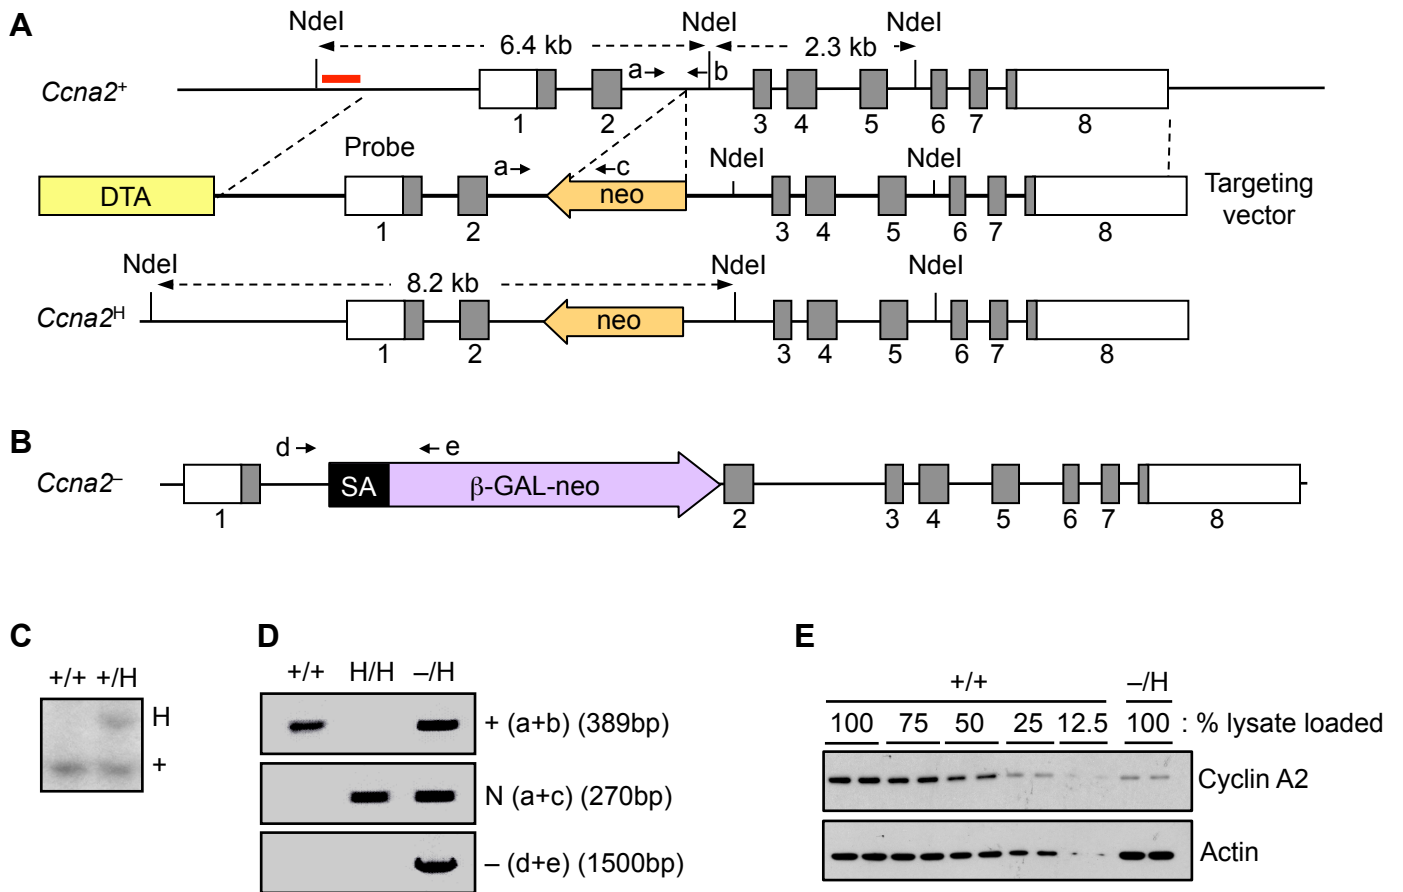 A
NdeI NdeI NdeI
6.4 kb 2.3 kb
a b
Ccna2+
1 2 3 4 5 6 7 8
Probe
a c NdeI NdeI
DTA neo Targeting vector
1 2 3 4 5 6 7 8
NdeI NdeI NdeI
8.2 kb
Ccna2H neo
1 2 3 4 5 6 7 8
B
d e
Ccna2– SA β-GAL-neo
1 2 3 4 5 6 7 8
C
+/+ +/H
H
+
D
+/+ H/H –/H
+ (a+b) (389bp)
N (a+c) (270bp)
– (d+e) (1500bp)
E
+/+ –/H
100 75 50 25 12.5 100 : % lysate loaded
Cyclin A2
Actin